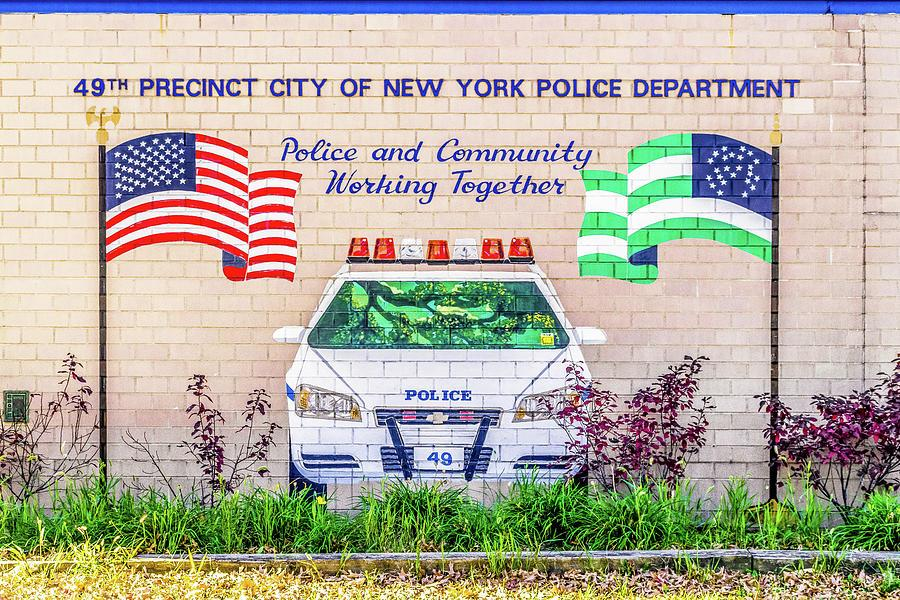 49TH PRECINCT CITY OF NEW YORK POLICE DEPARTMENT
Police and Community
Working Together
POLICE
49